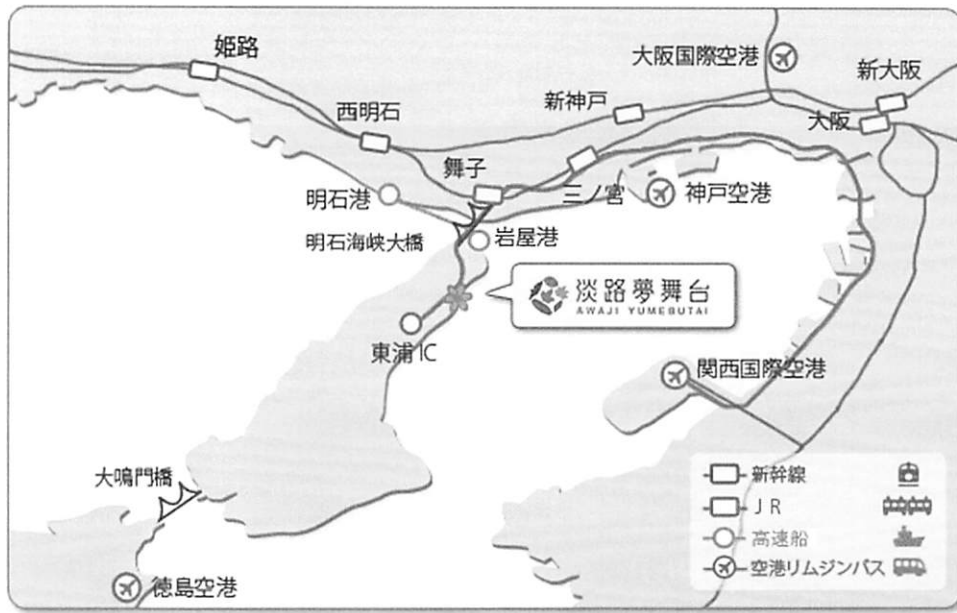 姫路
大阪国際空港
新大阪
新神戸
西明石
大阪
舞子
明石港
三ノ宮
神戸空港
明石海峡大橋
岩屋港
淡路夢舞台
AWAJI YUMEBUTAI
東浦IC
関西国際空港
大鳴門橋
新幹線
JR
高速船
空港リムジンバス
徳島空港